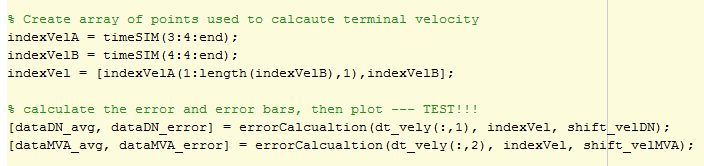 % Create array of points used to calcaute terminal velocity
indexVelA = timeSIM(3:4:end);
indexVelB = timeSIM(4:4:end);
indexVel = [indexVelA(1:length(indexVelB),1),indexVelB];
% calculate the error and error bars, then plot --- TEST!!!
[dataDN_avg, dataDN_error] = errorCalcualtion(dt_vely(:,1), indexVel, shift_velDN);
[dataMVA_avg, dataMVA_error] = errorCalcualtion(dt_vely(:,2), indexVel, shift_velMVA);